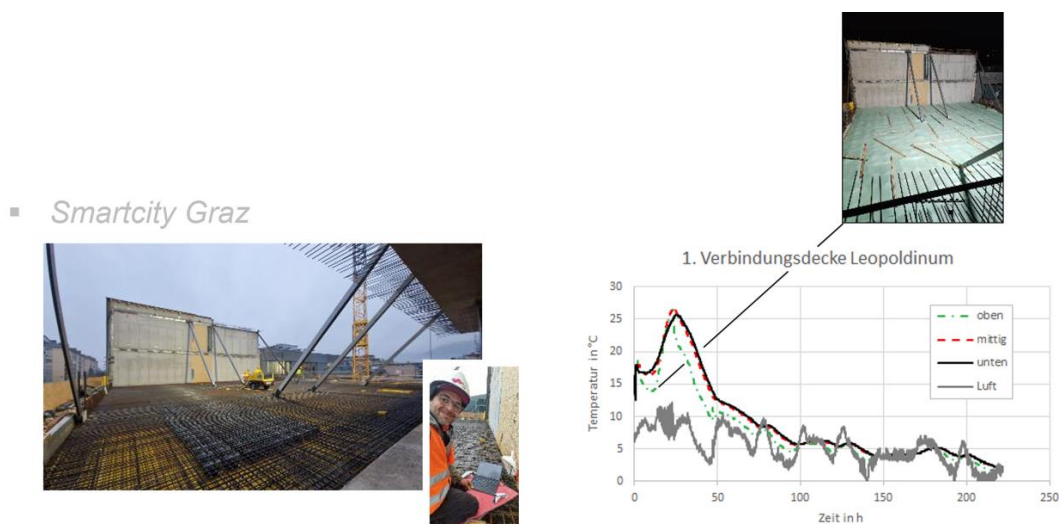 ▪ Smartcity Graz
1. Verbindungsdecke Leopoldinum
30
25
20
15
10
5
0
Temperatur in °C
oben
mittig
unten
Luft
0 50 100 150 200 250
Zeit in h